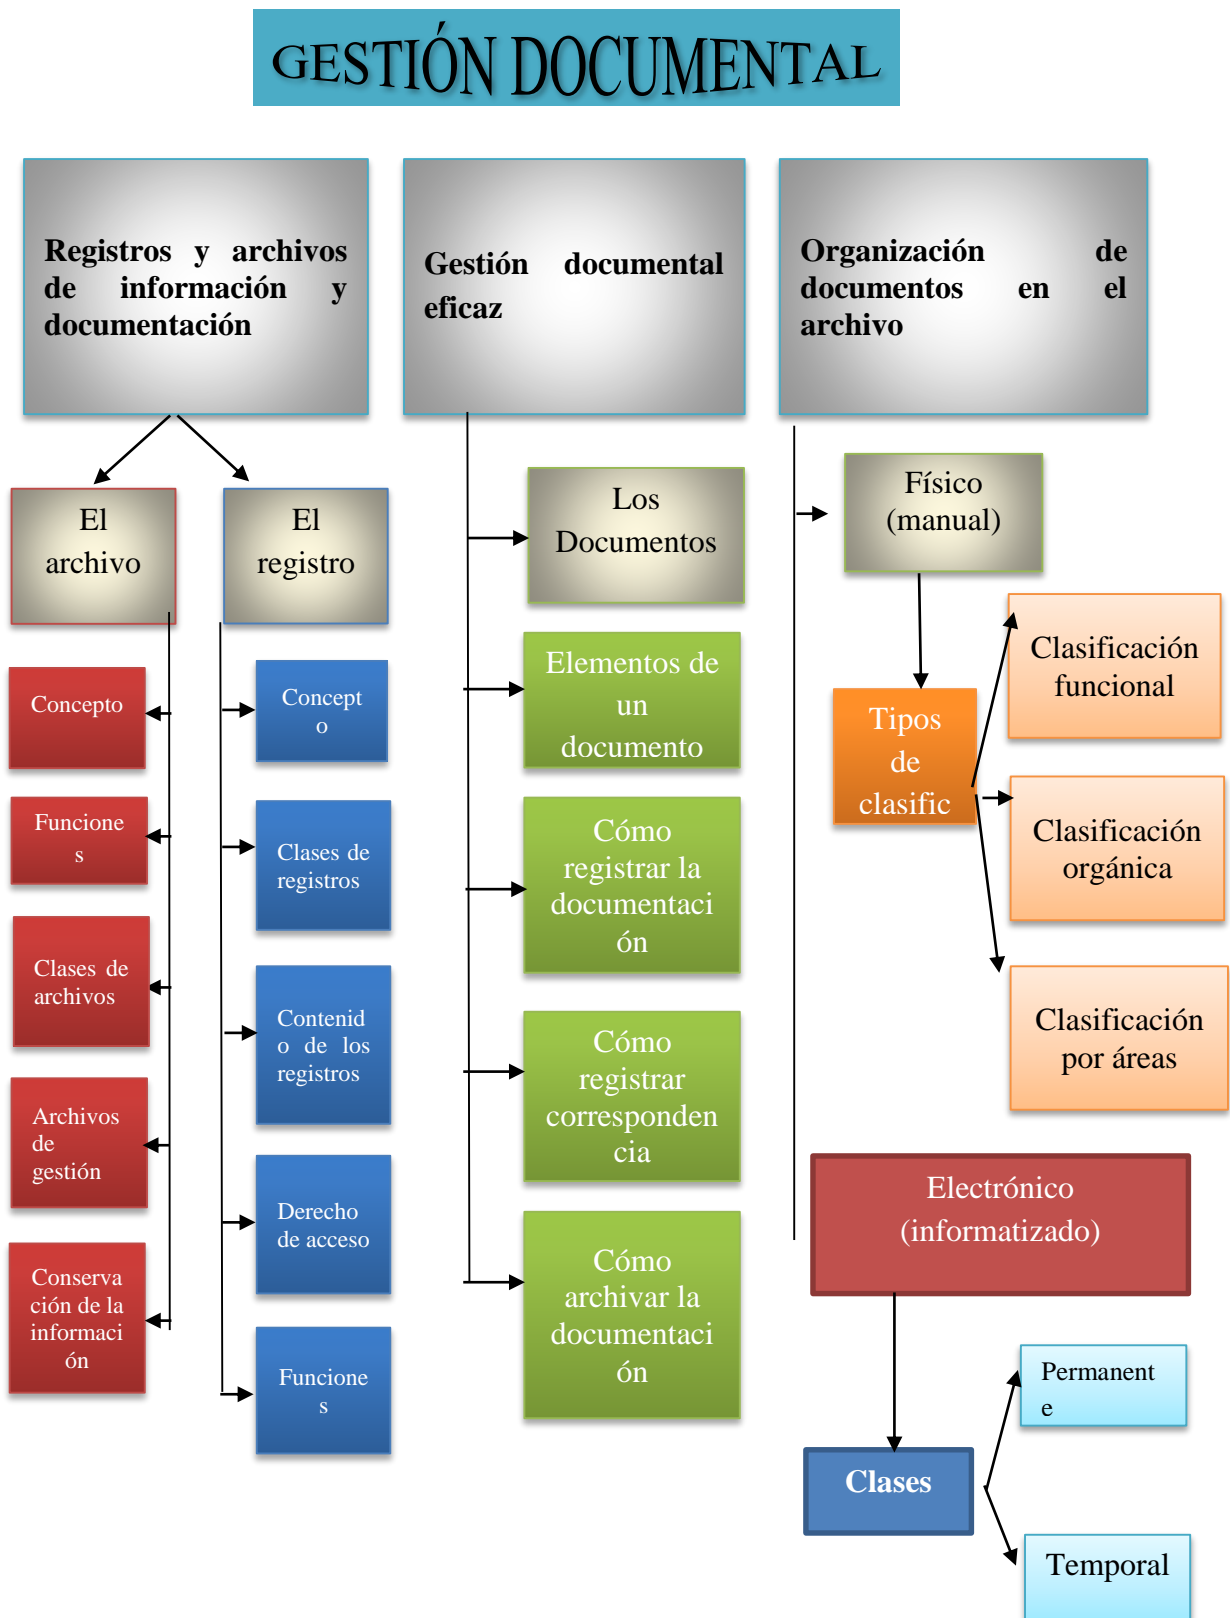 GESTIÓN DOCUMENTAL
Registros y archivos
de información y
documentación
Gestión documental
eficaz
Organización de
documentos en el
archivo
El
archivo
El
registro
Concepto
Funcione
s
Clases de
archivos
Archivos
de
gestión
Conserva
ción de la
informaci
ón
Concept
o
Clases de
registros
Contenid
o de los
registros
Derecho
de acceso
Funcione
s
Los
Documentos
Elementos de
un
documento
Cómo
registrar la
documentaci
ón
Cómo
registrar
corresponden
cia
Cómo
archivar la
documentaci
ón
Físico
(manual)
Tipos
de
clasific
Clasificación
funcional
Clasificación
orgánica
Clasificación
por áreas
Electrónico
(informatizado)
Clases
Permanent
e
Temporal